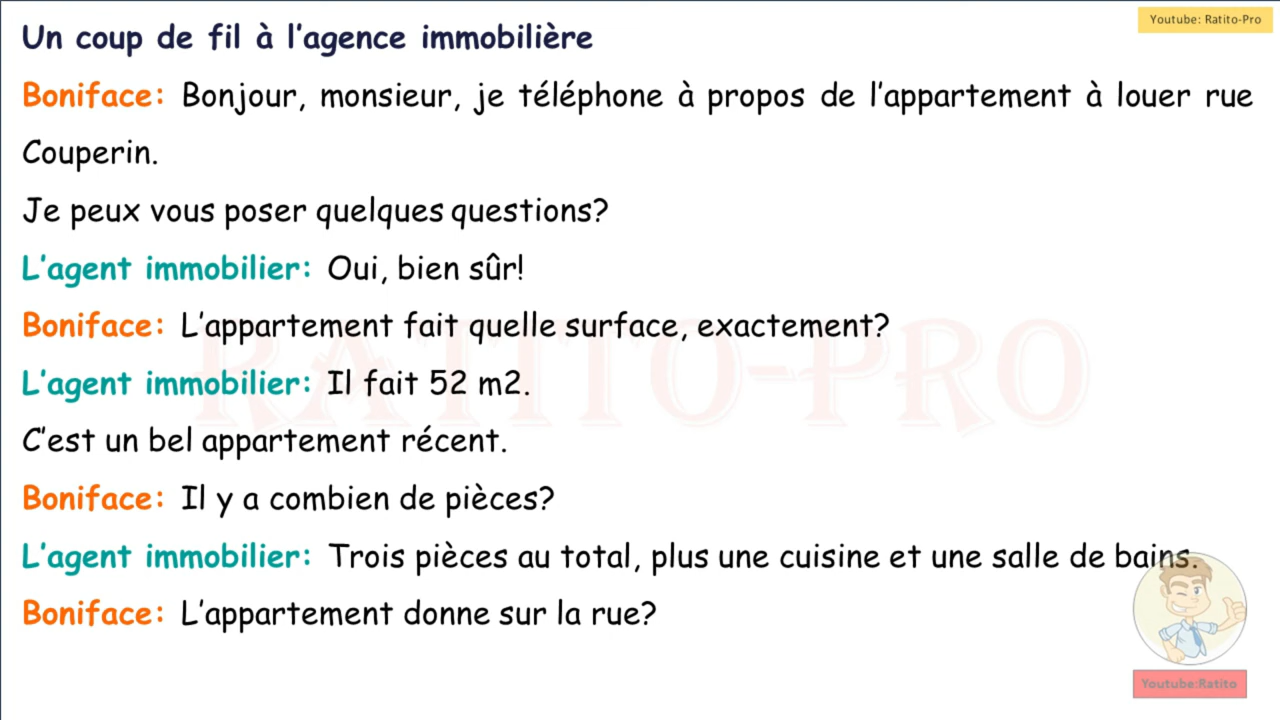 Youtube: Ratito-Pro
Un coup de fil à l'agence immobilière
Boniface: Bonjour, monsieur, je téléphone à propos de l'appartement à louer rue
Couperin.
Je peux vous poser quelques questions?
L'agent immobilier: Oui, bien sûr!
Boniface: L'appartement fait quelle surface, exactement?
RATITO-PRO
L'agent immobilier: Il fait 52 m2.
C'est un bel appartement récent.
Boniface: Il y a combien de pièces?
L'agent immobilier: Trois pièces au total, plus une cuisine et une salle de bains.
Boniface: L'appartement donne sur la rue?
Youtube:Ratito